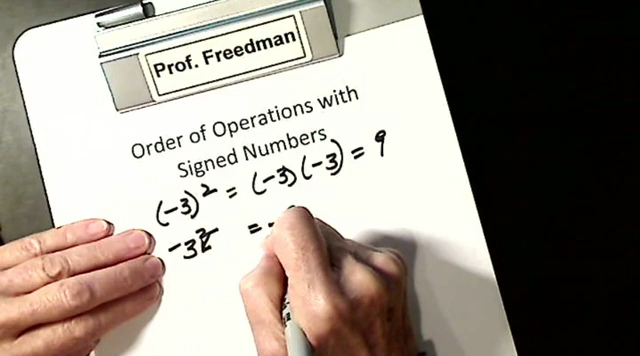 Prof. Freedman
Order of Operations with
Signed Numbers
(-3)² = (-3)(-3) = 9
-3² = -